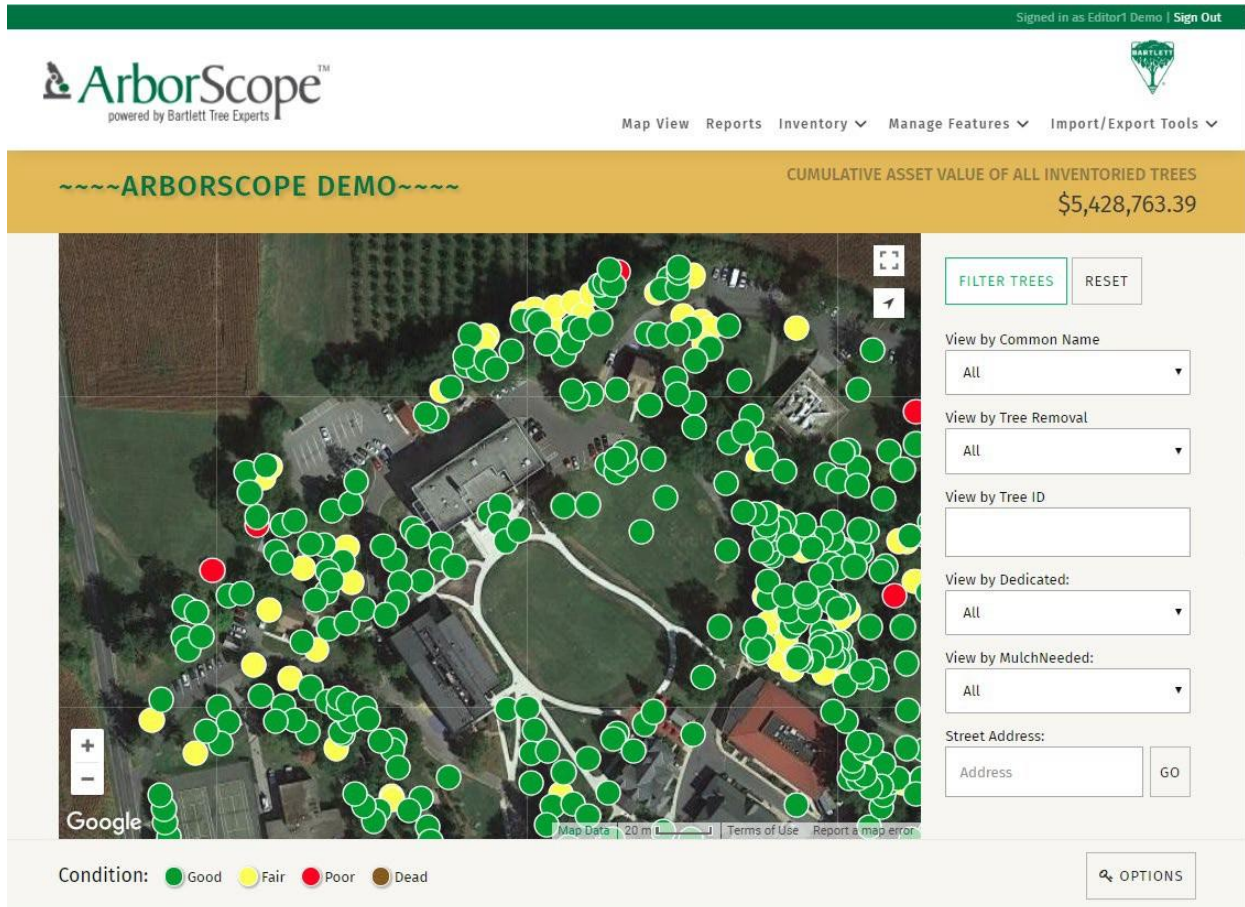 Signed in as Editor1 Demo | Sign Out
BARTLETT
ArborScope™
powered by Bartlett Tree Experts
Map View Reports Inventory Manage Features Import/Export Tools
~~~~ARBORSCOPE DEMO~~~~
CUMULATIVE ASSET VALUE OF ALL INVENTORIED TREES
$5,428,763.39
FILTER TREES RESET
View by Common Name
All
View by Tree Removal
All
View by Tree ID
View by Dedicated:
All
View by MulchNeeded:
All
Street Address:
Address GO
+
−
Google
Map Data 20 m Terms of Use Report a map error
Condition: Good Fair Poor Dead
OPTIONS